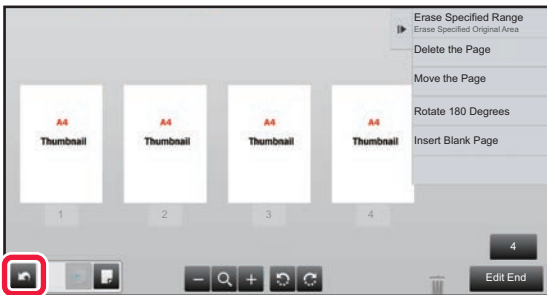 Erase Specified Range
Erase Specified Original Area
Delete the Page
Move the Page
Rotate 180 Degrees
Insert Blank Page
A4 A4 A4 A4
Thumbnail Thumbnail Thumbnail Thumbnail
1 2 3 4
4
Edit End